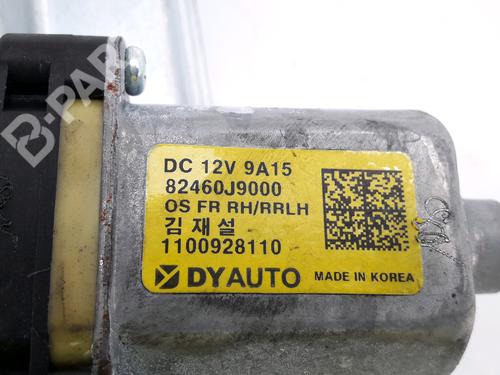 B-PAR
DC 12V 9A15
82460J9000
OS FR RH/RRLH
김재설
1100928110
DYAUTO
MADE IN KOREA